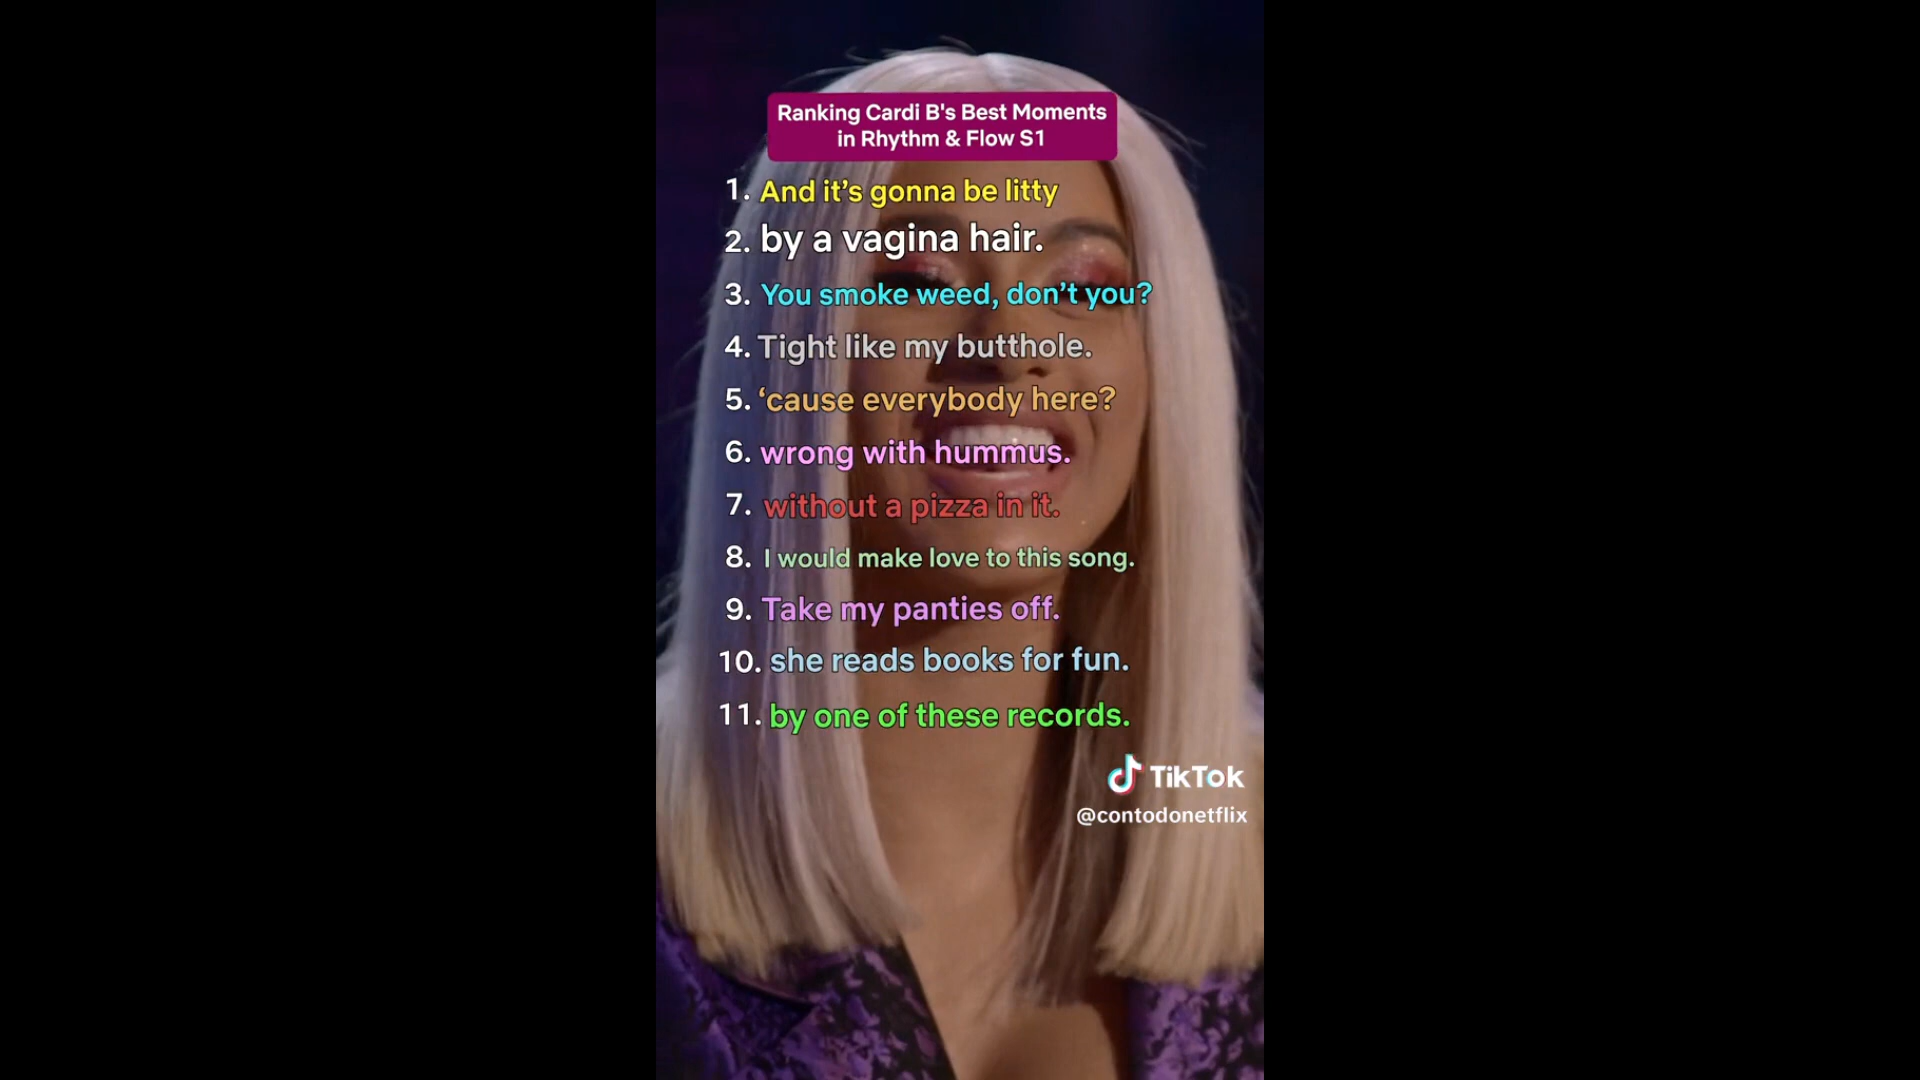 Ranking Cardi B's Best Moments
in Rhythm & Flow S1
1. And it’s gonna be litty
2. by a vagina hair.
3. You smoke weed, don’t you?
4. Tight like my butthole.
5. ‘cause everybody here?
6. wrong with hummus.
7. without a pizza in it.
8. I would make love to this song.
9. Take my panties off.
10. she reads books for fun.
11. by one of these records.
TikTok
@contodonetflix